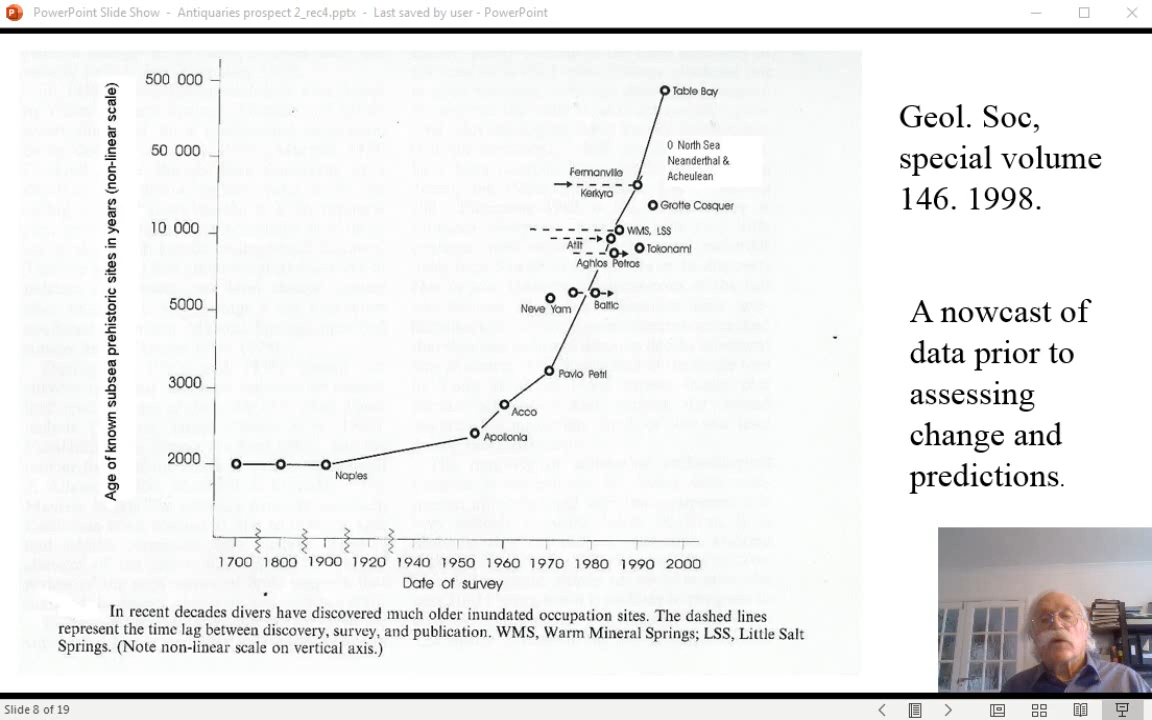 PowerPoint Slide Show - Antiquaries prospect 2_rec4.pptx - Last saved by user - PowerPoint
Age of known subsea prehistoric sites in years (non-linear scale)
500 000
50 000
10 000
5000
3000
2000
Table Bay
0 North Sea
Neanderthal &
Acheulean
Fermanville
Kerkyra
Grotte Cosquer
WMS, LSS
Atlit
Tokonami
Aghios Petros
Neve Yam
Baltic
Pavlo Petri
Acco
Apollonia
Naples
1700 1800 1900 1920 1940 1950 1960 1970 1980 1990 2000
Date of survey
In recent decades divers have discovered much older inundated occupation sites. The dashed lines
represent the time lag between discovery, survey, and publication. WMS, Warm Mineral Springs; LSS, Little Salt
Springs. (Note non-linear scale on vertical axis.)
Geol. Soc,
special volume
146. 1998.
A nowcast of
data prior to
assessing
change and
predictions.
Slide 8 of 19